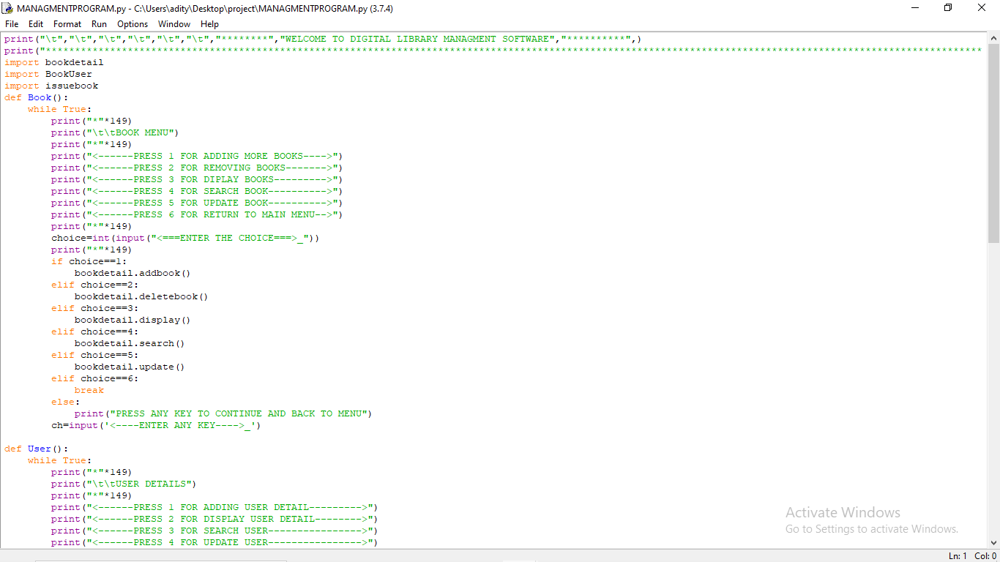 MANAGMENTPROGRAM.py - C:\Users\adity\Desktop\project\MANAGMENTPROGRAM.py (3.7.4)
File Edit Format Run Options Window Help
print("\t","\t","\t","\t","\t","\t","********","WELCOME TO DIGITAL LIBRARY MANAGMENT SOFTWARE","**********",)
print("****************************************************************************************************************************************************************
import bookdetail
import BookUser
import issuebook
def Book():
    while True:
        print("*"*149)
        print("\t\tBOOK MENU")
        print("*"*149)
        print("<------PRESS 1 FOR ADDING MORE BOOKS---->")
        print("<------PRESS 2 FOR REMOVING BOOKS------->")
        print("<------PRESS 3 FOR DIPLAY BOOKS--------->")
        print("<------PRESS 4 FOR SEARCH BOOK---------->")
        print("<------PRESS 5 FOR UPDATE BOOK---------->")
        print("<------PRESS 6 FOR RETURN TO MAIN MENU-->")
        print("*"*149)
        choice=int(input("<===ENTER THE CHOICE===>_"))
        print("*"*149)
        if choice==1:
            bookdetail.addbook()
        elif choice==2:
            bookdetail.deletebook()
        elif choice==3:
            bookdetail.display()
        elif choice==4:
            bookdetail.search()
        elif choice==5:
            bookdetail.update()
        elif choice==6:
            break
        else:
            print("PRESS ANY KEY TO CONTINUE AND BACK TO MENU")
        ch=input('<----ENTER ANY KEY---->_')
def User():
    while True:
        print("*"*149)
        print("\t\tUSER DETAILS")
        print("*"*149)
        print("<------PRESS 1 FOR ADDING USER DETAIL--------->")
        print("<------PRESS 2 FOR DISPLAY USER DETAIL-------->")
        print("<------PRESS 3 FOR SEARCH USER---------------->")
        print("<------PRESS 4 FOR UPDATE USER---------------->")
Activate Windows
Go to Settings to activate Windows.
Ln: 1 Col: 0